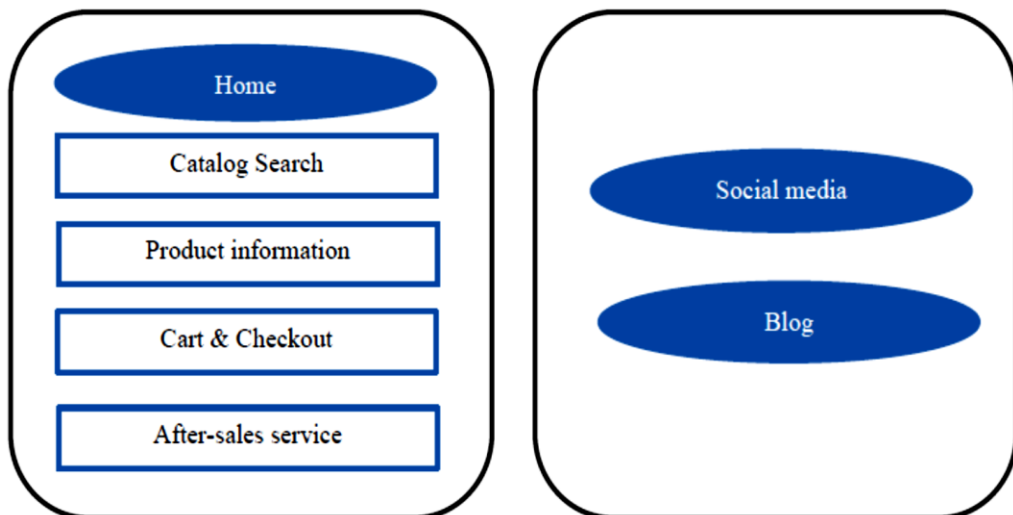 Home
Catalog Search
Product information
Cart & Checkout
After-sales service
Social media
Blog